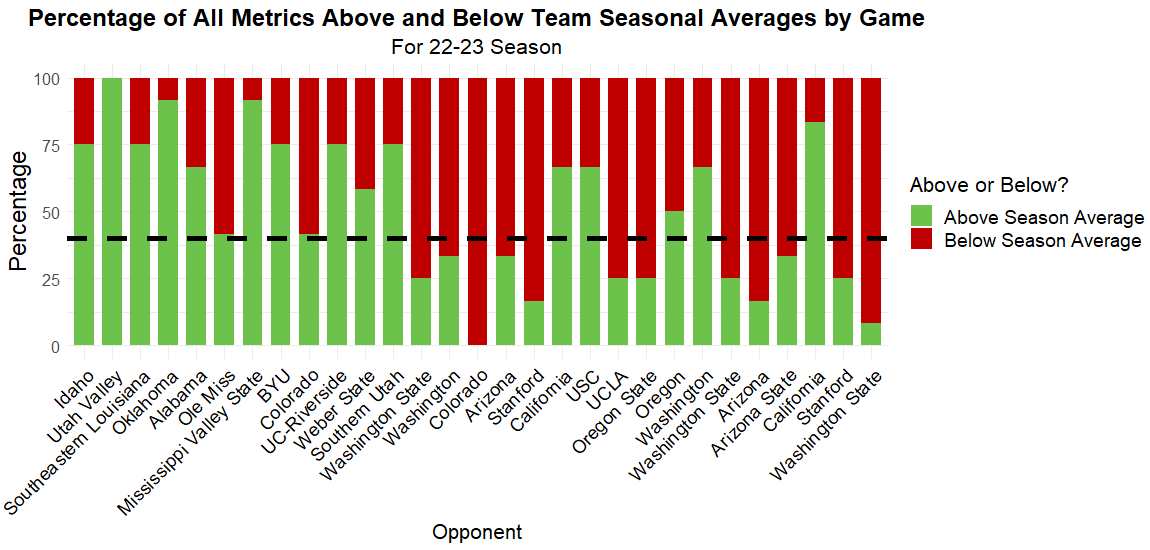 Percentage of All Metrics Above and Below Team Seasonal Averages by Game
For 22-23 Season
Percentage
100
75
50
25
0
Idaho
Utah Valley
Southeastern Louisiana
Oklahoma
Alabama
Ole Miss
Mississippi Valley State
BYU
Colorado
UC-Riverside
Weber State
Southern Utah
Washington State
Washington
Colorado
Arizona
Stanford
California
USC
UCLA
Oregon State
Oregon
Washington
Washington State
Arizona
Arizona State
California
Stanford
Washington State
Opponent
Above or Below?
Above Season Average
Below Season Average